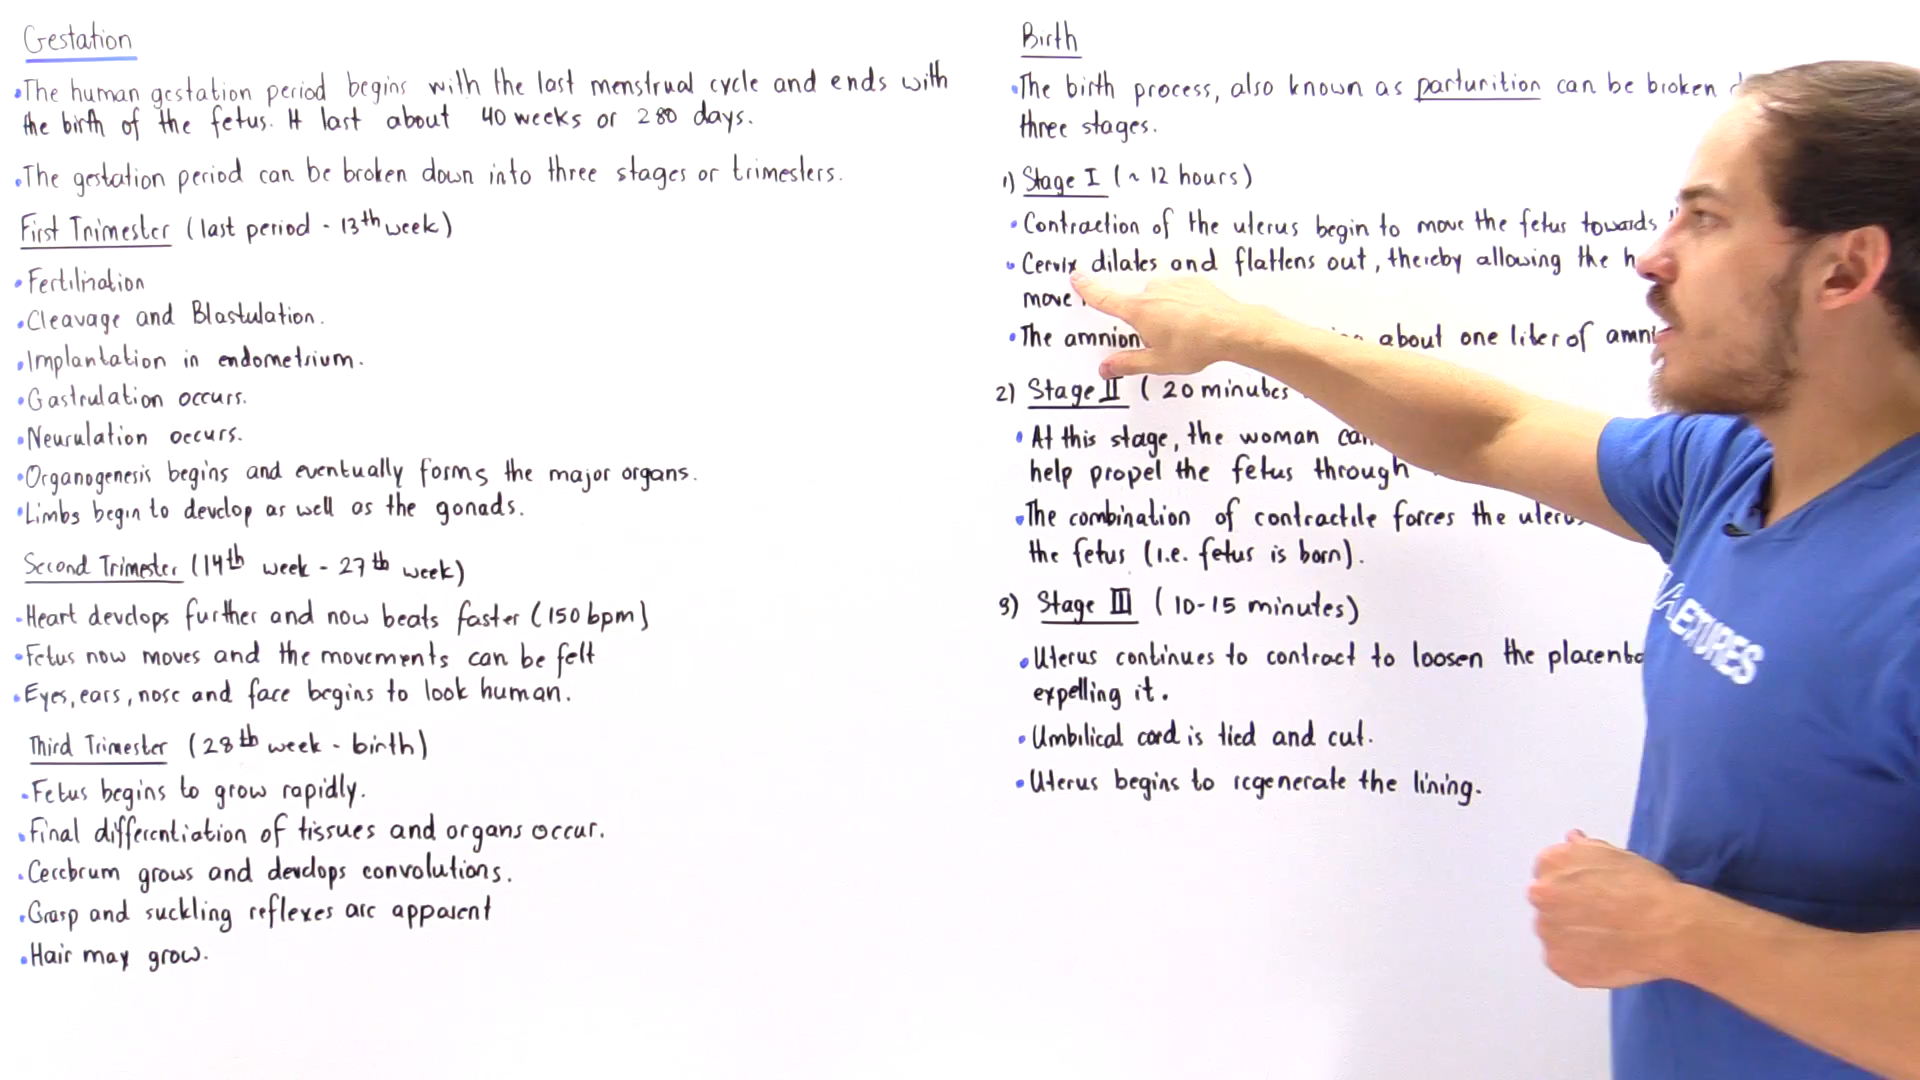 Gestation
•The human gestation period begins with the last menstrual cycle and ends with
the birth of the fetus. It last about 40 weeks or 280 days.
•The gestation period can be broken down into three stages or trimesters.
First Trimester (last period - 13th week)
•Fertilization
•Cleavage and Blastulation.
•Implantation in endometrium.
•Gastrulation occurs.
•Neurulation occurs.
•Organogenesis begins and eventually forms the major organs.
•Limbs begin to develop as well as the gonads.
Second Trimester (14th week - 27th week)
•Heart develops further and now beats faster (150 bpm)
•Fetus now moves and the movements can be felt
•Eyes, ears, nose and face begins to look human.
Third Trimester (28th week - birth)
•Fetus begins to grow rapidly.
•Final differentiation of tissues and organs occur.
•Cerebrum grows and develops convolutions.
•Grasp and suckling reflexes are apparent
•Hair may grow.
Birth
•The birth process, also known as parturition can be broken
three stages.
1) Stage I (~ 12 hours)
•Contraction of the uterus begin to move the fetus towards
•Cervix dilates and flattens out, thereby allowing the
move
•The amnion about one liter of
2) Stage II ( 20 minutes
•At this stage, the woman
help propel the fetus through
•The combination of contractile forces the uterus
the fetus (i.e. fetus is born).
3) Stage III ( 10-15 minutes)
•Uterus continues to contract to loosen the placenta
expelling it.
•Umbilical cord is tied and cut.
•Uterus begins to regenerate the lining.